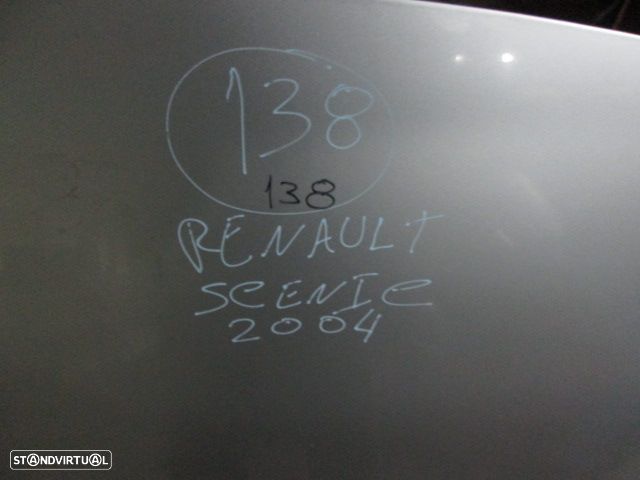 138
138
RENAULT
SCENIC
2004
STANDVIRTUAL